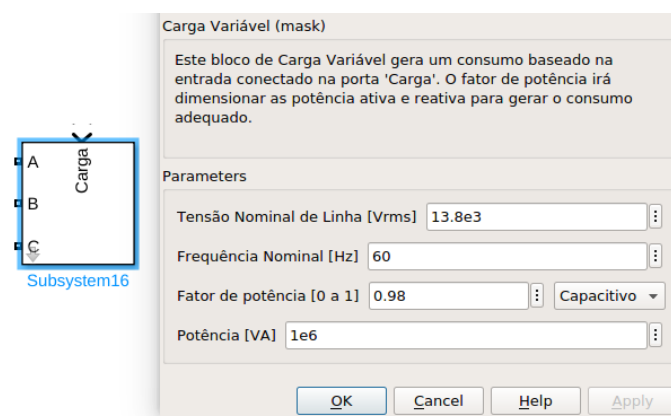 Carga Variável (mask)
Este bloco de Carga Variável gera um consumo baseado na
entrada conectado na porta 'Carga'. O fator de potência irá
dimensionar as potência ativa e reativa para gerar o consumo
adequado.
A
Carga
B
C
Subsystem16
Parameters
Tensão Nominal de Linha [Vrms] 13.8e3
Frequência Nominal [Hz] 60
Fator de potência [0 a 1] 0.98 Capacitivo
Potência [VA] 1e6
OK Cancel Help Apply